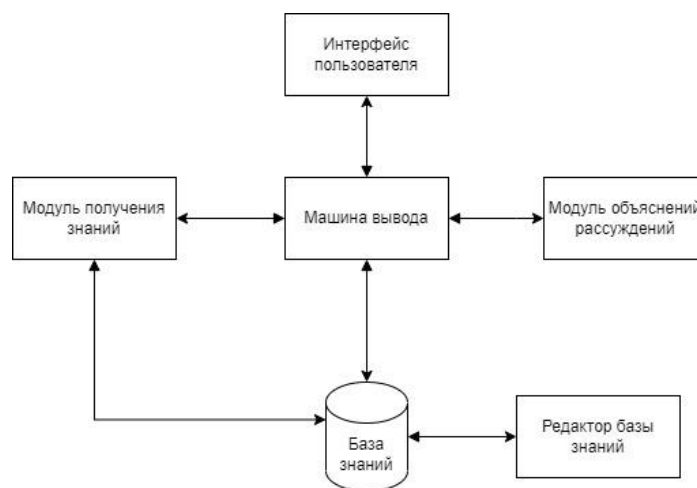 Интерфейс
пользователя
Модуль получения
знаний
Машина вывода
Модуль объяснений
рассуждений
База
знаний
Редактор базы
знаний